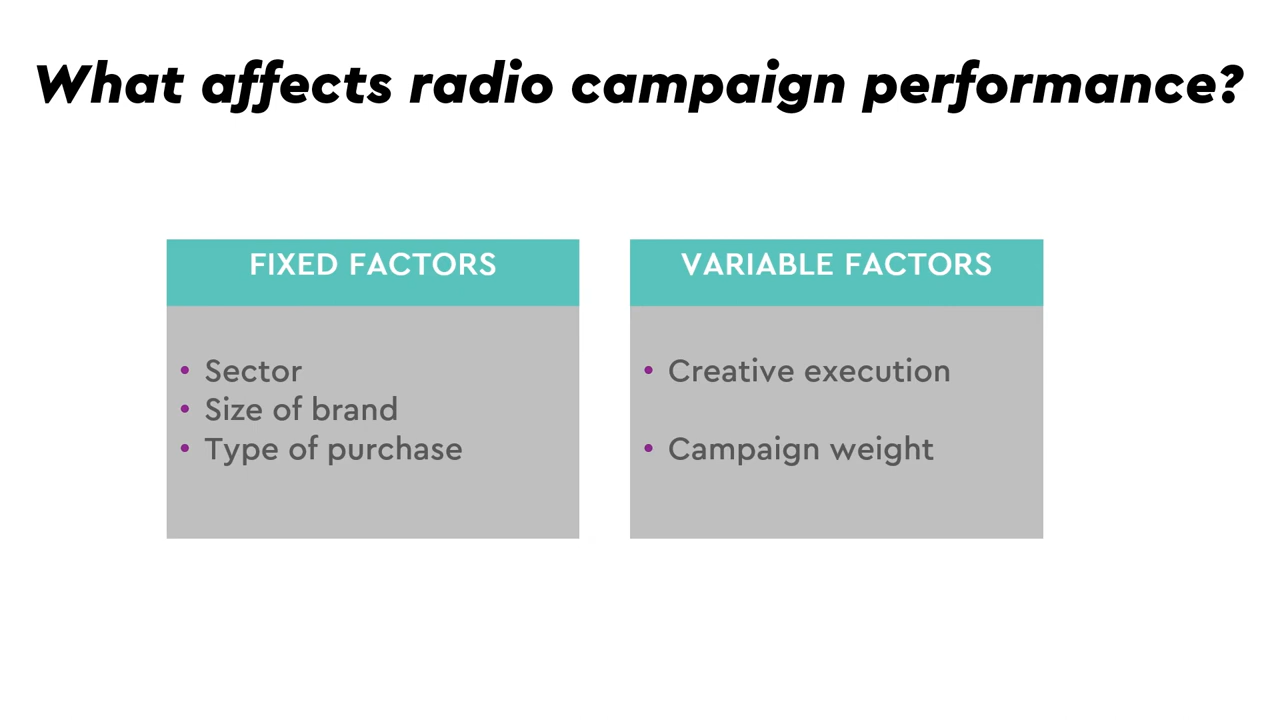 What affects radio campaign performance?
FIXED FACTORS
• Sector
• Size of brand
• Type of purchase
VARIABLE FACTORS
• Creative execution
• Campaign weight